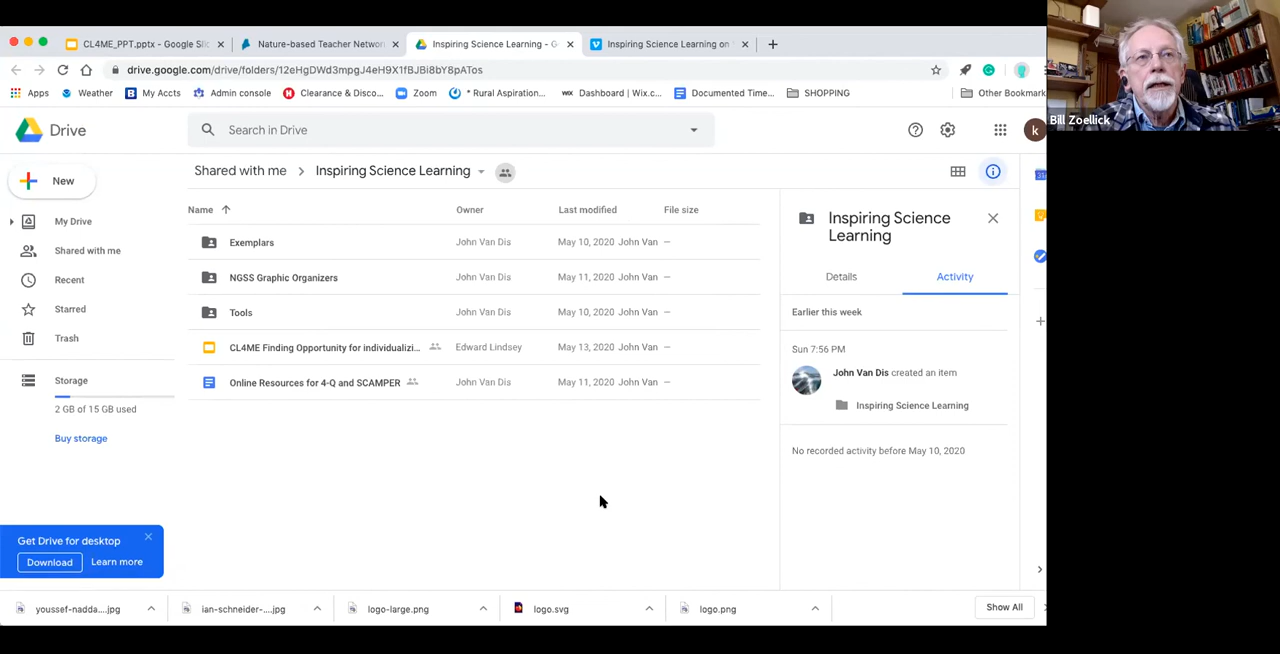 CL4ME_PPT.pptx - Google Slic
Nature-based Teacher Networ
Inspiring Science Learning - G
Inspiring Science Learning on
drive.google.com/drive/folders/12eHgDWd3mpgJ4eH9X1fBJBi8bY8pATos
Apps Weather My Accts Admin console Clearance & Disco... Zoom * Rural Aspiration... Dashboard | Wix.c... Documented Time... SHOPPING Other Bookmark
Bill Zoellick
Drive
Search in Drive
k
New
Shared with me > Inspiring Science Learning
My Drive
Shared with me
Recent
Starred
Trash
Storage
2 GB of 15 GB used
Buy storage
Name Owner Last modified File size
Exemplars John Van Dis May 10, 2020 John Van —
NGSS Graphic Organizers John Van Dis May 11, 2020 John Van —
Tools John Van Dis May 10, 2020 John Van —
CL4ME Finding Opportunity for individualizi... Edward Lindsey May 13, 2020 John Van —
Online Resources for 4-Q and SCAMPER John Van Dis May 11, 2020 John Van —
Inspiring Science
Learning
Details Activity
Earlier this week
Sun 7:56 PM
John Van Dis created an item
Inspiring Science Learning
No recorded activity before May 10, 2020
Get Drive for desktop
Download Learn more
youssef-nadda....jpg ian-schneider-....jpg logo-large.png logo.svg logo.png Show All